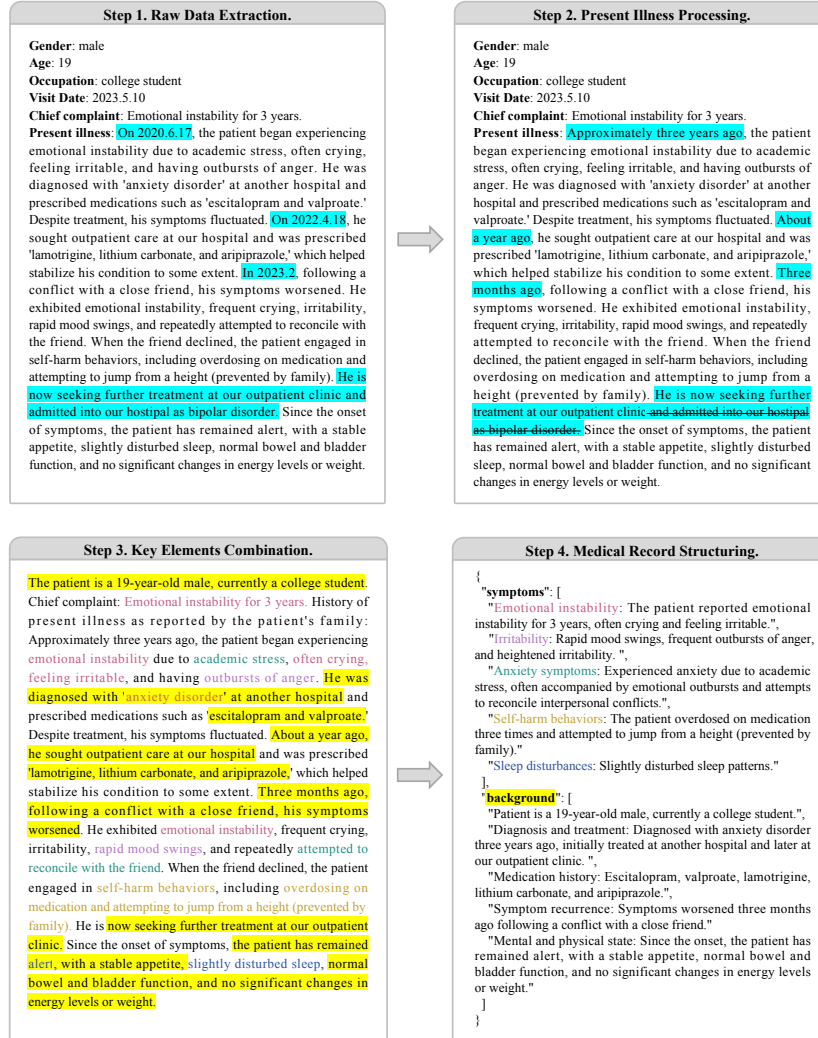 Step 1. Raw Data Extraction.
Gender: male
Age: 19
Occupation: college student
Visit Date: 2023.5.10
Chief complaint: Emotional instability for 3 years.
Present illness: On 2020.6.17, the patient began experiencing
emotional instability due to academic stress, often crying,
feeling irritable, and having outbursts of anger. He was
diagnosed with 'anxiety disorder' at another hospital and
prescribed medications such as 'escitalopram and valproate.'
Despite treatment, his symptoms fluctuated. On 2022.4.18, he
sought outpatient care at our hospital and was prescribed
'lamotrigine, lithium carbonate, and aripiprazole,' which helped
stabilize his condition to some extent. In 2023.2, following a
conflict with a close friend, his symptoms worsened. He
exhibited emotional instability, frequent crying, irritability,
rapid mood swings, and repeatedly attempted to reconcile with
the friend. When the friend declined, the patient engaged in
self-harm behaviors, including overdosing on medication and
attempting to jump from a height (prevented by family). He is
now seeking further treatment at our outpatient clinic and
admitted into our hostipal as bipolar disorder. Since the onset
of symptoms, the patient has remained alert, with a stable
appetite, slightly disturbed sleep, normal bowel and bladder
function, and no significant changes in energy levels or weight.
Step 2. Present Illness Processing.
Gender: male
Age: 19
Occupation: college student
Visit Date: 2023.5.10
Chief complaint: Emotional instability for 3 years.
Present illness: Approximately three years ago, the patient
began experiencing emotional instability due to academic
stress, often crying, feeling irritable, and having outbursts of
anger. He was diagnosed with 'anxiety disorder' at another
hospital and prescribed medications such as 'escitalopram and
valproate.' Despite treatment, his symptoms fluctuated. About
a year ago, he sought outpatient care at our hospital and was
prescribed 'lamotrigine, lithium carbonate, and aripiprazole,'
which helped stabilize his condition to some extent. Three
months ago, following a conflict with a close friend, his
symptoms worsened. He exhibited emotional instability,
frequent crying, irritability, rapid mood swings, and repeatedly
attempted to reconcile with the friend. When the friend
declined, the patient engaged in self-harm behaviors, including
overdosing on medication and attempting to jump from a
height (prevented by family). He is now seeking further
treatment at our outpatient clinic and admitted into our hostipal
as bipolar disorder. Since the onset of symptoms, the patient
has remained alert, with a stable appetite, slightly disturbed
sleep, normal bowel and bladder function, and no significant
changes in energy levels or weight.
Step 3. Key Elements Combination.
The patient is a 19-year-old male, currently a college student.
Chief complaint: Emotional instability for 3 years. History of
present illness as reported by the patient's family:
Approximately three years ago, the patient began experiencing
emotional instability due to academic stress, often crying,
feeling irritable, and having outbursts of anger. He was
diagnosed with 'anxiety disorder' at another hospital and
prescribed medications such as 'escitalopram and valproate.'
Despite treatment, his symptoms fluctuated. About a year ago,
he sought outpatient care at our hospital and was prescribed
'lamotrigine, lithium carbonate, and aripiprazole,' which helped
stabilize his condition to some extent. Three months ago,
following a conflict with a close friend, his symptoms
worsened. He exhibited emotional instability, frequent crying,
irritability, rapid mood swings, and repeatedly attempted to
reconcile with the friend. When the friend declined, the patient
engaged in self-harm behaviors, including overdosing on
medication and attempting to jump from a height (prevented by
family). He is now seeking further treatment at our outpatient
clinic. Since the onset of symptoms, the patient has remained
alert, with a stable appetite, slightly disturbed sleep, normal
bowel and bladder function, and no significant changes in
energy levels or weight.
Step 4. Medical Record Structuring.
{
"symptoms": [
"Emotional instability: The patient reported emotional
instability for 3 years, often crying and feeling irritable.",
"Irritability: Rapid mood swings, frequent outbursts of anger,
and heightened irritability. ",
"Anxiety symptoms: Experienced anxiety due to academic
stress, often accompanied by emotional outbursts and attempts
to reconcile interpersonal conflicts.",
"Self-harm behaviors: The patient overdosed on medication
three times and attempted to jump from a height (prevented by
family)."
"Sleep disturbances: Slightly disturbed sleep patterns."
],
"background": [
"Patient is a 19-year-old male, currently a college student.",
"Diagnosis and treatment: Diagnosed with anxiety disorder
three years ago, initially treated at another hospital and later at
our outpatient clinic. ",
"Medication history: Escitalopram, valproate, lamotrigine,
lithium carbonate, and aripiprazole.",
"Symptom recurrence: Symptoms worsened three months
ago following a conflict with a close friend."
"Mental and physical state: Since the onset, the patient has
remained alert, with a stable appetite, normal bowel and
bladder function, and no significant changes in energy levels
or weight."
]
}